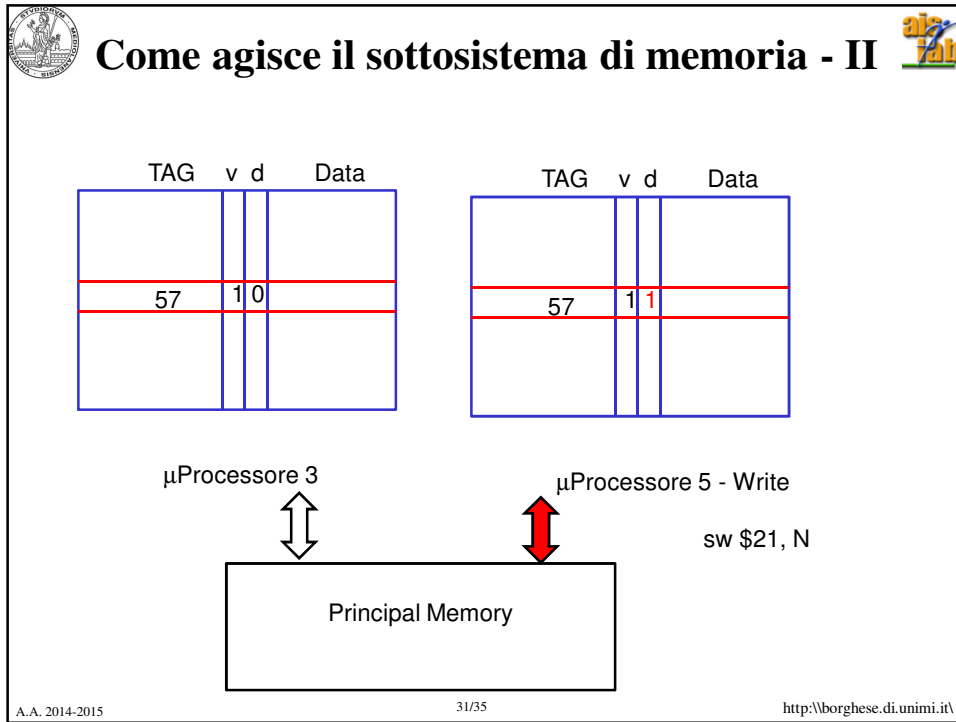 Come agisce il sottosistema di memoria - II
TAG v d Data
57 1 0
TAG v d Data
57 1 1
μProcessore 3
μProcessore 5 - Write
sw $21, N
Principal Memory
A.A. 2014-2015
31/35
http:\\borghese.di.unimi.it\